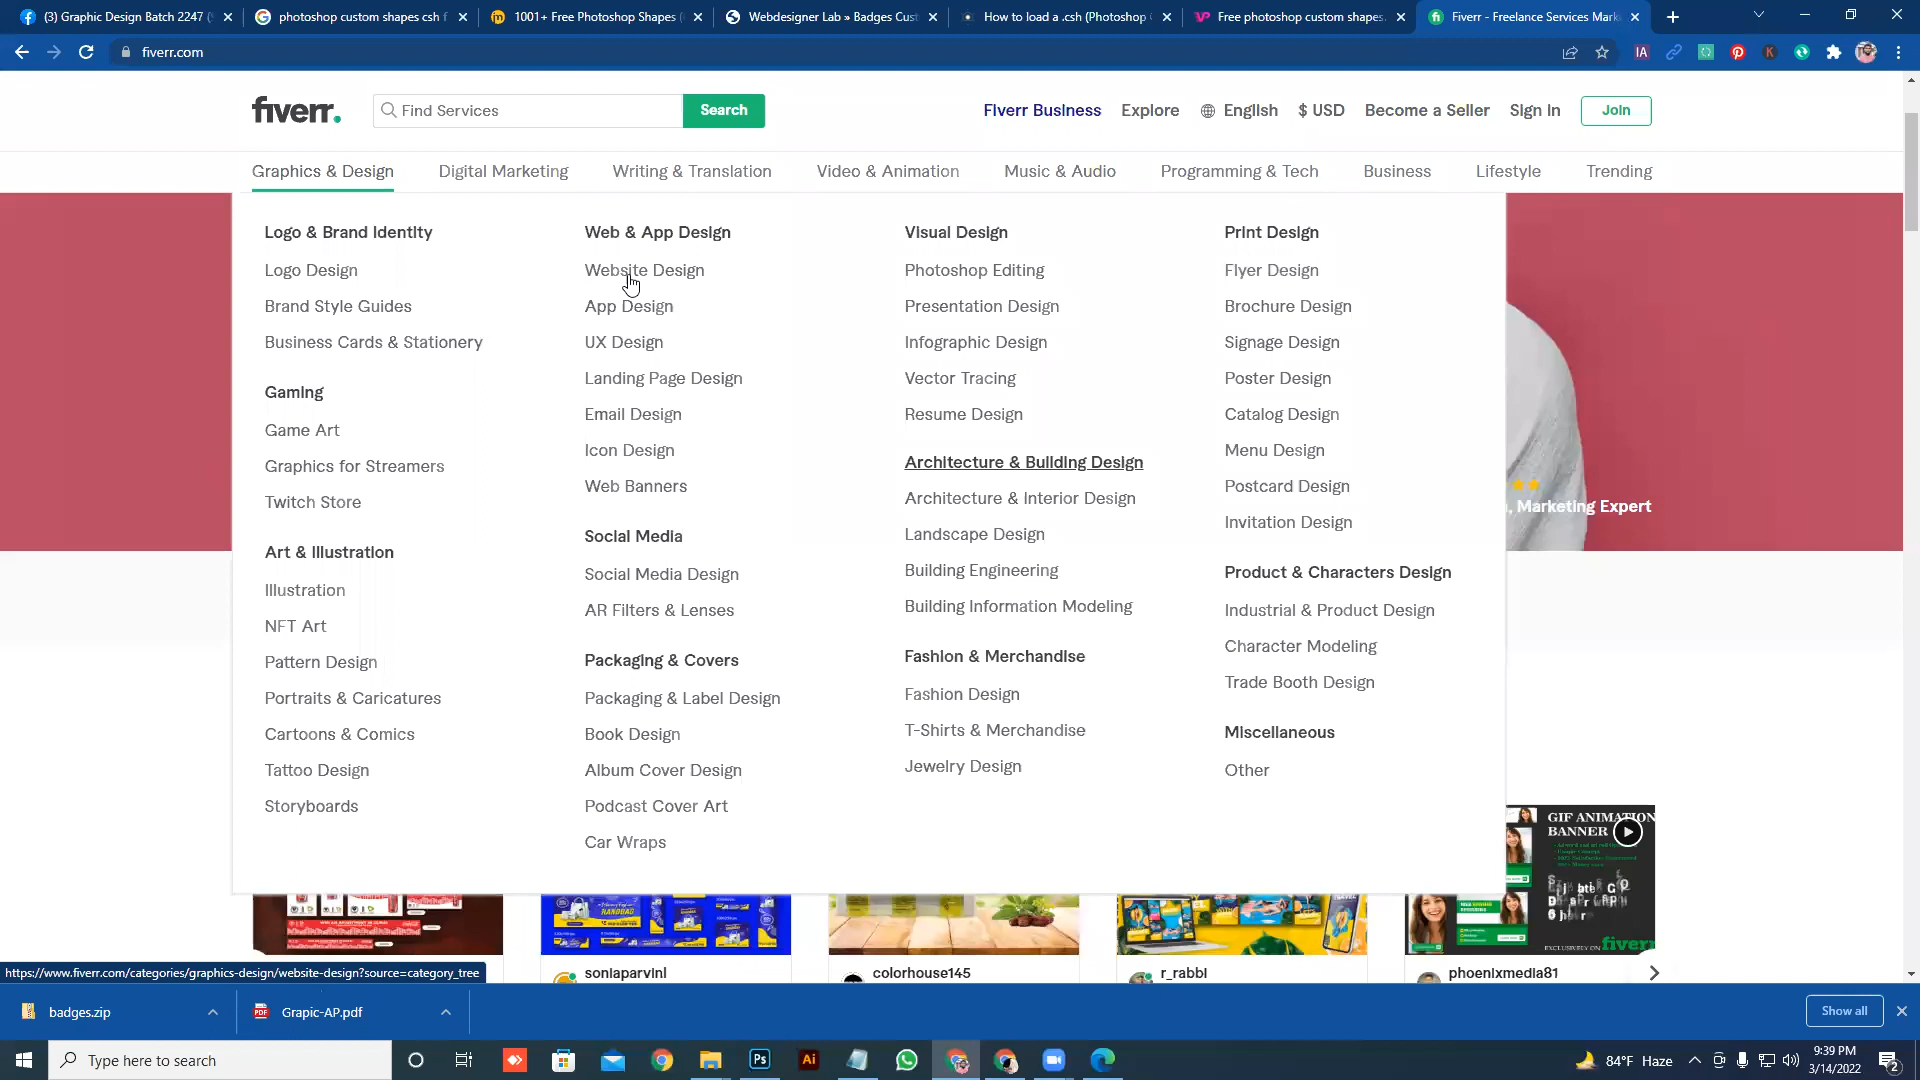 (3) Graphic Design Batch 2247 (
photoshop custom shapes csh f
1001+ Free Photoshop Shapes (
Webdesigner Lab » Badges Cust
How to load a .csh (Photoshop
Free photoshop custom shapes.
Fiverr - Freelance Services Mark
fiverr.com
fiverr.
Find Services
Search
Fiverr Business
Explore
English
$ USD
Become a Seller
Sign In
Join
Graphics & Design
Digital Marketing
Writing & Translation
Video & Animation
Music & Audio
Programming & Tech
Business
Lifestyle
Trending
Logo & Brand Identity
Logo Design
Brand Style Guides
Business Cards & Stationery
Gaming
Game Art
Graphics for Streamers
Twitch Store
Art & Illustration
Illustration
NFT Art
Pattern Design
Portraits & Caricatures
Cartoons & Comics
Tattoo Design
Storyboards
Web & App Design
Website Design
App Design
UX Design
Landing Page Design
Email Design
Icon Design
Web Banners
Social Media
Social Media Design
AR Filters & Lenses
Packaging & Covers
Packaging & Label Design
Book Design
Album Cover Design
Podcast Cover Art
Car Wraps
Visual Design
Photoshop Editing
Presentation Design
Infographic Design
Vector Tracing
Resume Design
Architecture & Building Design
Architecture & Interior Design
Landscape Design
Building Engineering
Building Information Modeling
Fashion & Merchandise
Fashion Design
T-Shirts & Merchandise
Jewelry Design
Print Design
Flyer Design
Brochure Design
Signage Design
Poster Design
Catalog Design
Menu Design
Postcard Design
Invitation Design
Product & Characters Design
Industrial & Product Design
Character Modeling
Trade Booth Design
Miscellaneous
Other
, Marketing Expert
GIF ANIMATION
BANNER
HANDBAG
EXCLUSIVELY ON fiverr
soniaparvinl
colorhouse145
r_rabbi
phoenixmedia81
https://www.fiverr.com/categories/graphics-design/website-design?source=category_tree
badges.zip
Grapic-AP.pdf
Show all
Type here to search
Ps
Ai
84°F Haze
9:39 PM
3/14/2022
2